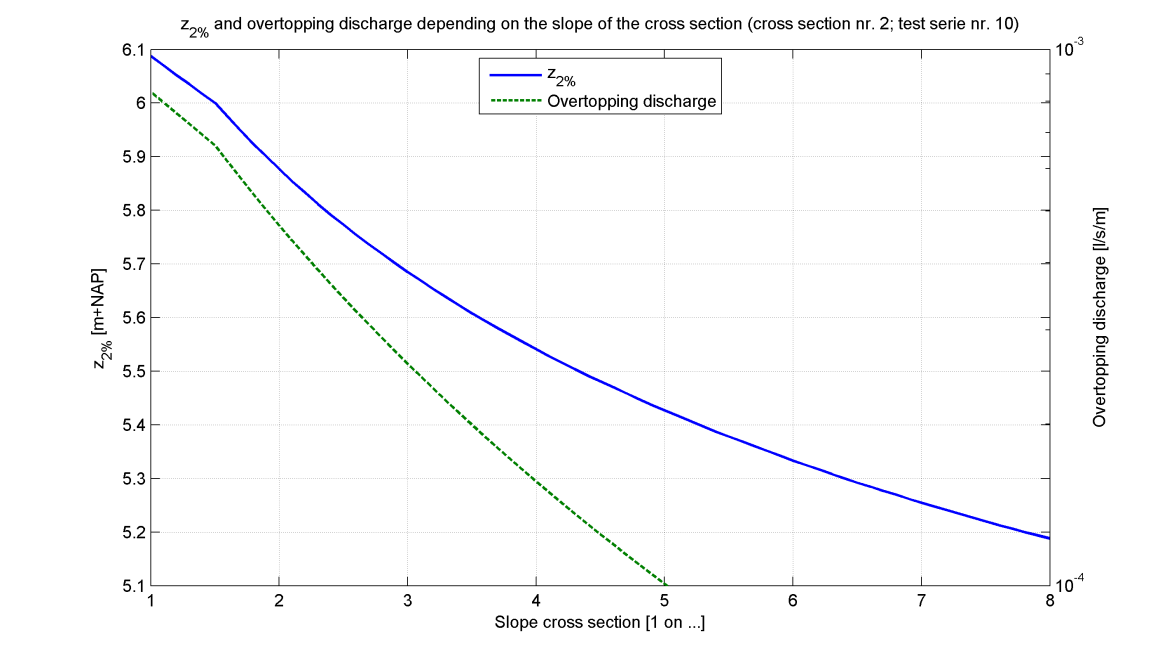 z2% and overtopping discharge depending on the slope of the cross section (cross section nr. 2; test serie nr. 10)
z2%
Overtopping discharge
6.1
6
5.9
5.8
5.7
5.6
5.5
5.4
5.3
5.2
5.1
z2% [m+NAP]
10-3
10-4
Overtopping discharge [l/s/m]
1 2 3 4 5 6 7 8
Slope cross section [1 on ...]